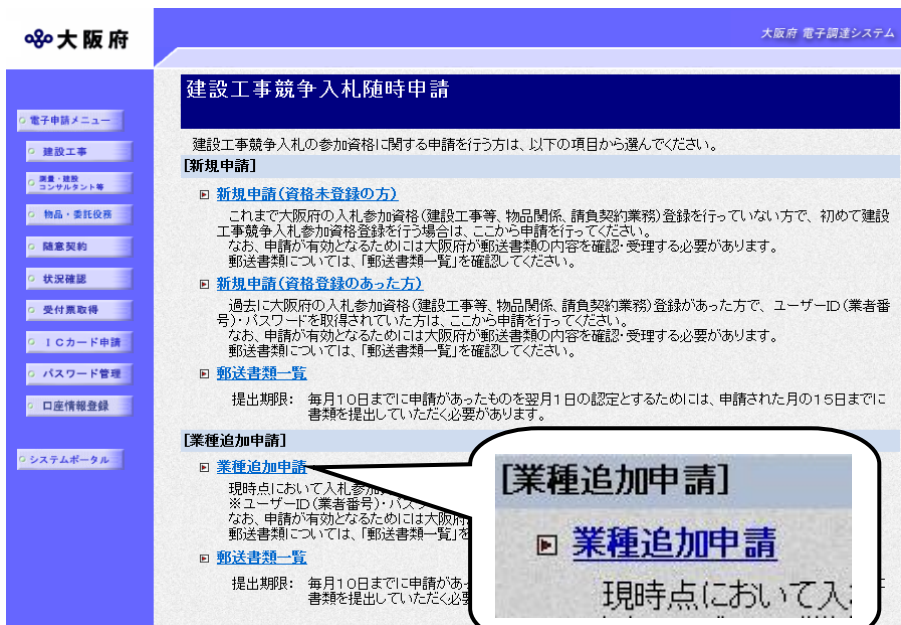 大阪府
大阪府 電子調達システム
電子申請メニュー
建設工事
測量・建設
コンサルタント等
物品・委託役務
随意契約
状況確認
受付票取得
ICカード申請
パスワード管理
口座情報登録
システムポータル
建設工事競争入札随時申請
建設工事競争入札の参加資格に関する申請を行う方は、以下の項目から選んでください。
[新規申請]
新規申請(資格未登録の方)
これまで大阪府の入札参加資格(建設工事等、物品関係、請負契約業務)登録を行っていない方で、初めて建設
工事競争入札参加資格登録を行う場合は、ここから申請を行ってください。
なお、申請が有効となるためには大阪府が郵送書類の内容を確認・受理する必要があります。
郵送書類については、「郵送書類一覧」を確認してください。
新規申請(資格登録のあった方)
過去に大阪府の入札参加資格(建設工事等、物品関係、請負契約業務)登録があった方で、ユーザーID(業者番
号)・パスワードを取得されていた方は、ここから申請を行ってください。
なお、申請が有効となるためには大阪府が郵送書類の内容を確認・受理する必要があります。
郵送書類については、「郵送書類一覧」を確認してください。
郵送書類一覧
提出期限： 毎月10日までに申請があったものを翌月1日の認定とするためには、申請された月の15日までに
書類を提出していただく必要があります。
[業種追加申請]
業種追加申請
現時点において入札参加
※ユーザーID(業者番号)・パス
なお、申請が有効となるためには大阪府
郵送書類については、「郵送書類一覧」を
郵送書類一覧
提出期限： 毎月10日までに申請があっ
書類を提出していただく必要
に
[業種追加申請]
業種追加申請
現時点において入